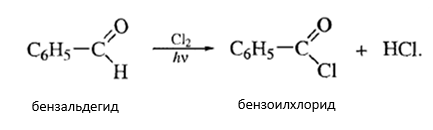 C₆H₅–C(=O)–H  Cl₂ / hν →  C₆H₅–C(=O)–Cl + HCl.
бензальдегид бензоилхлорид